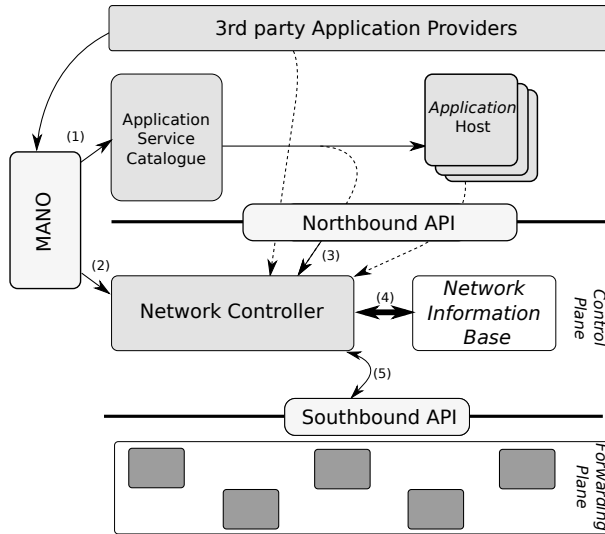 3rd party Application Providers
(1)
Application
Service
Catalogue
Application
Host
MANO
Northbound API
(2)
(3)
Network Controller
(4)
Network
Information
Base
Control
Plane
(5)
Southbound API
Forwarding
Plane